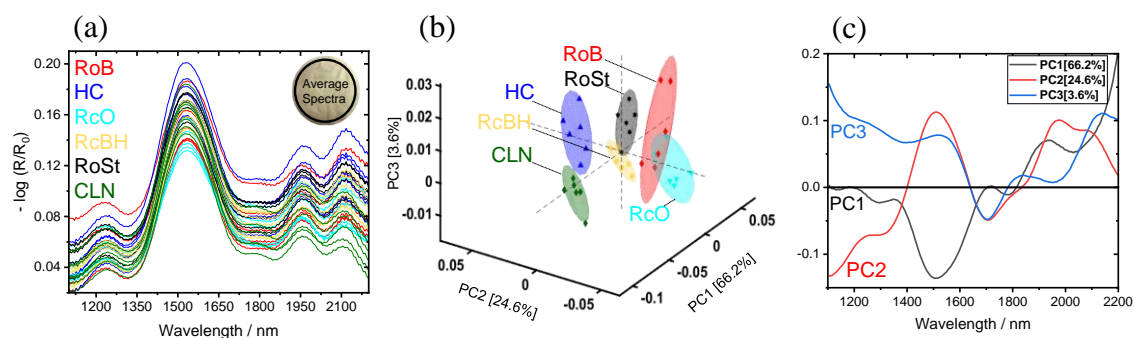 (a)
0.20
0.16
0.12
0.08
0.04
- log (R/R0)
RoB
HC
RcO
RcBH
RoSt
CLN
Average
Spectra
1200 1350 1500 1650 1800 1950 2100
Wavelength / nm
(b)
0.03
0.02
0.01
0
-0.01
PC3 [3.6%]
RoB
RoSt
HC
RcBH
CLN
RcO
0.05
0
-0.05
PC2 [24.6%]
0.05
0
-0.05
-0.1
PC1 [66.2%]
(c)
0.2
0.1
0.0
-0.1
PC1[66.2%]
PC2[24.6%]
PC3[3.6%]
PC3
PC1
PC2
1200 1400 1600 1800 2000 2200
Wavelength / nm